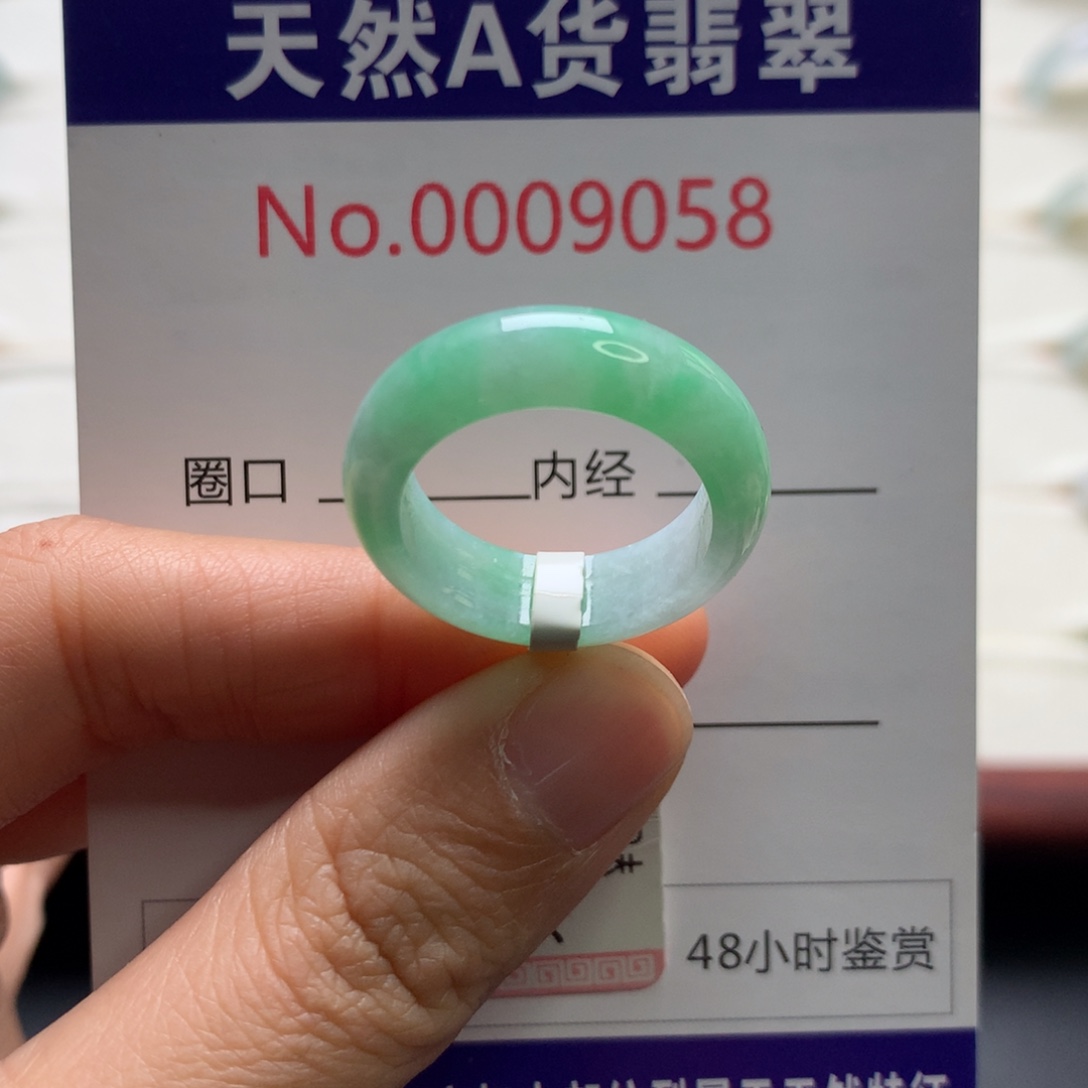 天然A货翡翠
No.0009058
圈口 内经
48小时鉴赏